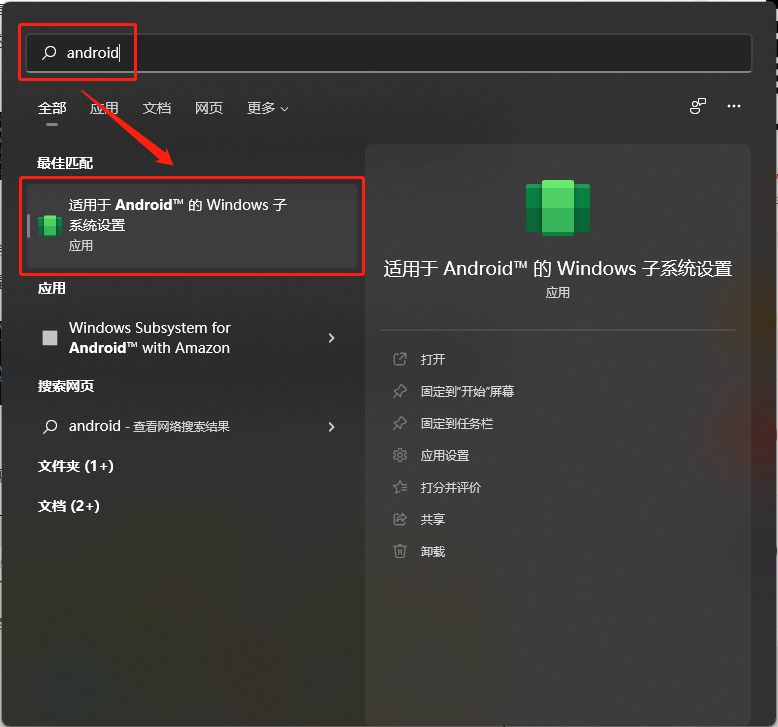 android
全部
应用
文档
网页
更多
最佳匹配
适用于 Android™ 的 Windows 子
系统设置
应用
应用
Windows Subsystem for
Android™ with Amazon
搜索网页
android - 查看网络搜索结果
文件夹 (1+)
文档 (2+)
适用于 Android™ 的 Windows 子系统设置
应用
打开
固定到"开始"屏幕
固定到任务栏
应用设置
打分并评价
共享
卸载